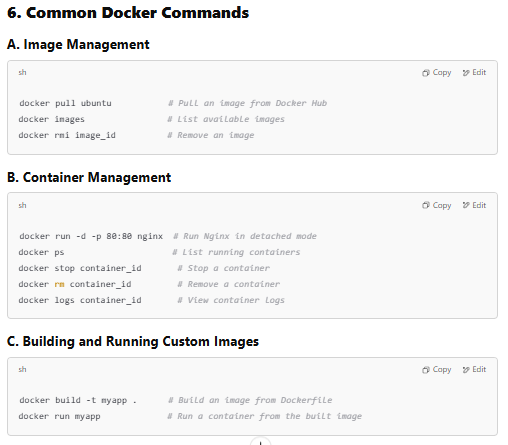 6. Common Docker Commands
A. Image Management
sh Copy Edit
docker pull ubuntu # Pull an image from Docker Hub
docker images # List available images
docker rmi image_id # Remove an image
B. Container Management
sh Copy Edit
docker run -d -p 80:80 nginx # Run Nginx in detached mode
docker ps # List running containers
docker stop container_id # Stop a container
docker rm container_id # Remove a container
docker logs container_id # View container logs
C. Building and Running Custom Images
sh Copy Edit
docker build -t myapp . # Build an image from Dockerfile
docker run myapp # Run a container from the built image